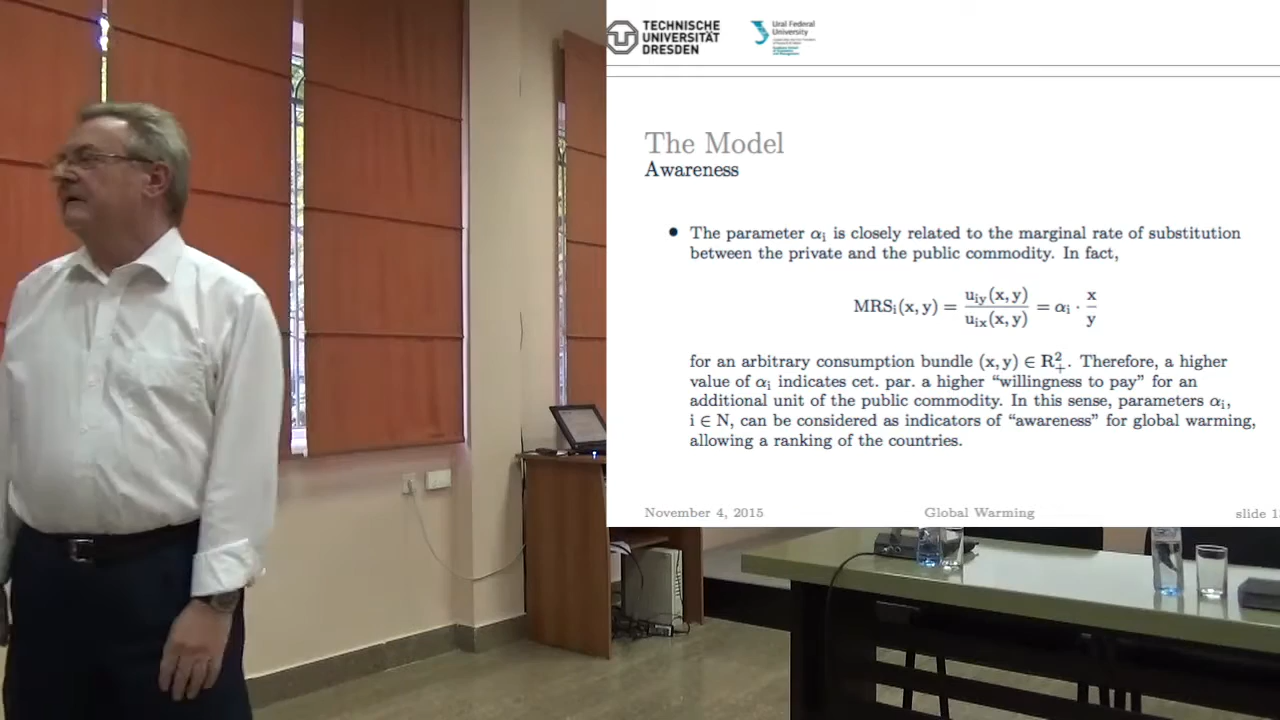 TECHNISCHE
UNIVERSITÄT
DRESDEN
Ural Federal
University
The Model
Awareness
• The parameter αᵢ is closely related to the marginal rate of substitution
between the private and the public commodity. In fact,
MRSᵢ(x, y) = uᵢy(x, y) / uᵢx(x, y) = αᵢ · x / y
for an arbitrary consumption bundle (x, y) ∈ R²₊. Therefore, a higher
value of αᵢ indicates cet. par. a higher “willingness to pay” for an
additional unit of the public commodity. In this sense, parameters αᵢ,
i ∈ N, can be considered as indicators of “awareness” for global warming,
allowing a ranking of the countries.
November 4, 2015 Global Warming slide